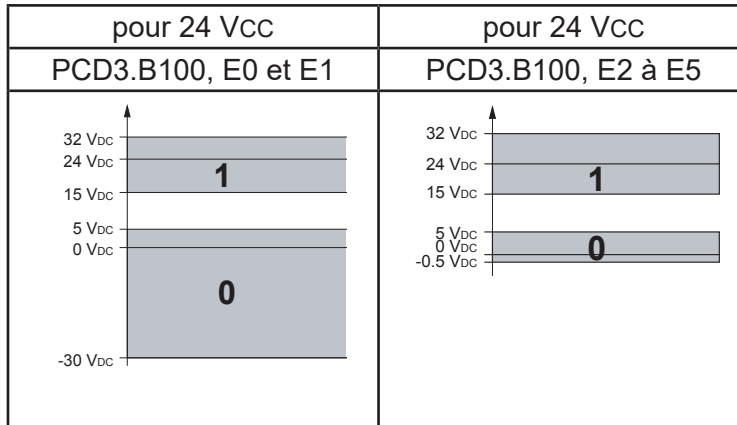 pour 24 VCC
pour 24 VCC
PCD3.B100, E0 et E1
PCD3.B100, E2 à E5
32 VDC
24 VDC
1
15 VDC
5 VDC
0 VDC
0
-30 VDC
32 VDC
24 VDC
1
15 VDC
5 VDC
0 VDC
0
-0.5 VDC